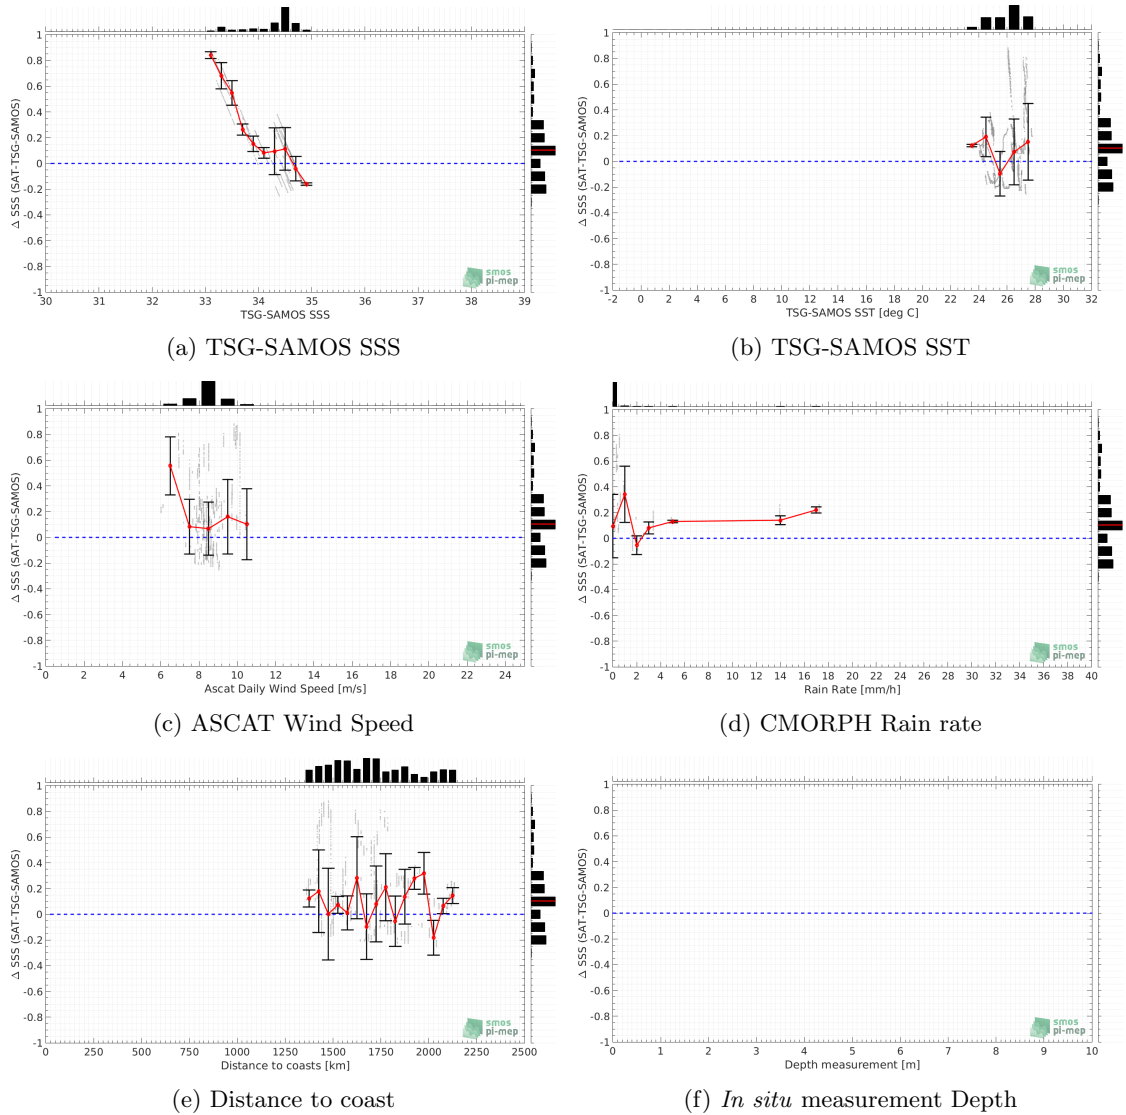 1
0.8
0.6
0.4
0.2
0
-0.2
-0.4
-0.6
-0.8
-1
Δ SSS (SAT-TSG-SAMOS)
30 31 32 33 34 35 36 37 38 39
TSG-SAMOS SSS
smos
pi-mep
(a) TSG-SAMOS SSS
1
0.8
0.6
0.4
0.2
0
-0.2
-0.4
-0.6
-0.8
-1
Δ SSS (SAT-TSG-SAMOS)
-2 0 2 4 6 8 10 12 14 16 18 20 22 24 26 28 30 32
TSG-SAMOS SST [deg C]
smos
pi-mep
(b) TSG-SAMOS SST
1
0.8
0.6
0.4
0.2
0
-0.2
-0.4
-0.6
-0.8
-1
Δ SSS (SAT-TSG-SAMOS)
0 2 4 6 8 10 12 14 16 18 20 22 24
Ascat Daily Wind Speed [m/s]
smos
pi-mep
(c) ASCAT Wind Speed
1
0.8
0.6
0.4
0.2
0
-0.2
-0.4
-0.6
-0.8
-1
Δ SSS (SAT-TSG-SAMOS)
0 2 4 6 8 10 12 14 16 18 20 22 24 26 28 30 32 34 36 38 40
Rain Rate [mm/h]
smos
pi-mep
(d) CMORPH Rain rate
1
0.8
0.6
0.4
0.2
0
-0.2
-0.4
-0.6
-0.8
-1
Δ SSS (SAT-TSG-SAMOS)
0 250 500 750 1000 1250 1500 1750 2000 2250 2500
Distance to coasts [km]
smos
pi-mep
(e) Distance to coast
1
0.8
0.6
0.4
0.2
0
-0.2
-0.4
-0.6
-0.8
-1
Δ SSS (SAT-TSG-SAMOS)
0 1 2 3 4 5 6 7 8 9 10
Depth measurement [m]
smos
pi-mep
(f) In situ measurement Depth